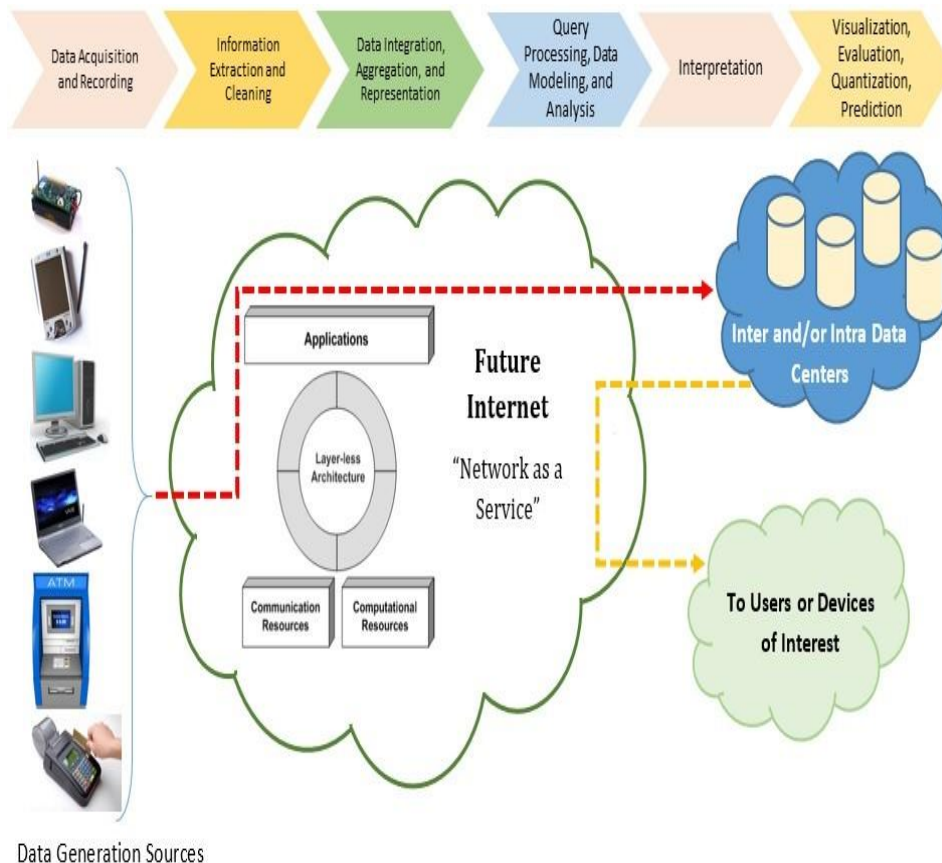 Data Acquisition
and Recording
Information
Extraction and
Cleaning
Data Integration,
Aggregation, and
Representation
Query
Processing, Data
Modeling, and
Analysis
Interpretation
Visualization,
Evaluation,
Quantization,
Prediction
Applications
Layer-less
Architecture
Communication
Resources
Computational
Resources
Future
Internet
“Network as a
Service”
Inter and/or Intra Data
Centers
To Users or Devices
of Interest
ATM
Data Generation Sources